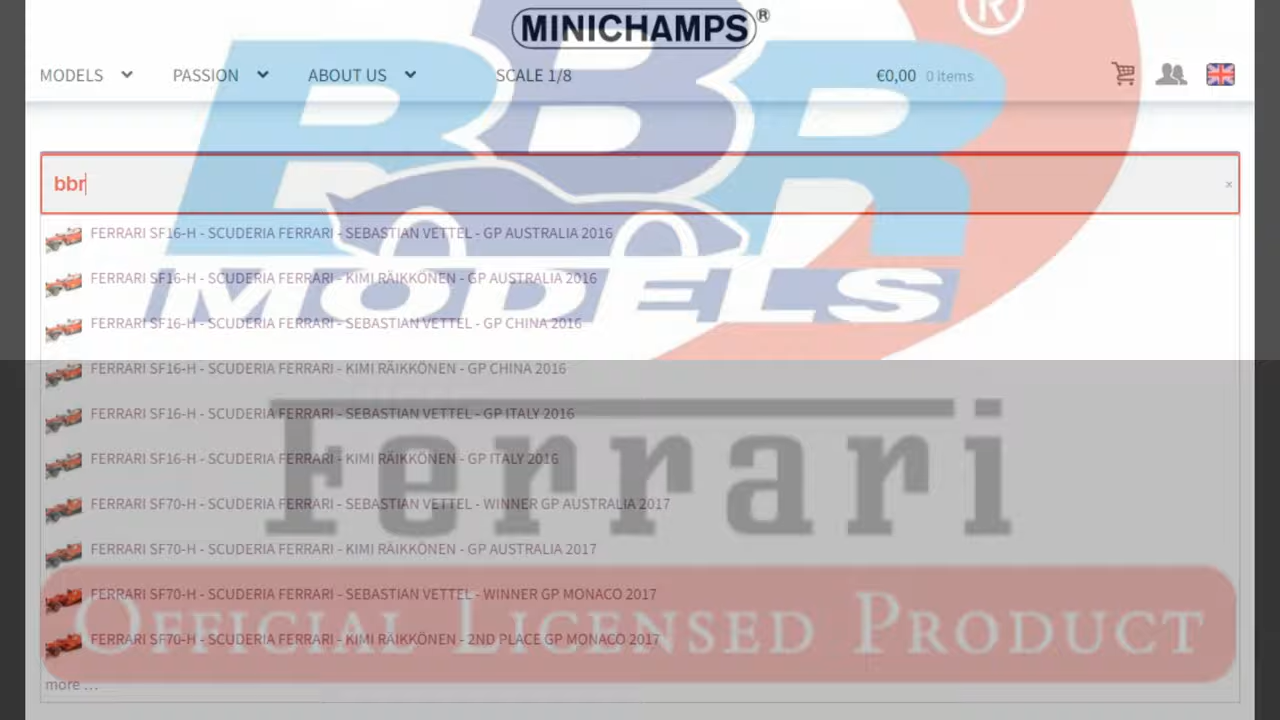 MINICHAMPS®
MODELS PASSION ABOUT US SCALE 1/8 €0,00 0 items
BBR®
MODELS
bbr ×
FERRARI SF16-H - SCUDERIA FERRARI - SEBASTIAN VETTEL - GP AUSTRALIA 2016
FERRARI SF16-H - SCUDERIA FERRARI - KIMI RÄIKKÖNEN - GP AUSTRALIA 2016
FERRARI SF16-H - SCUDERIA FERRARI - SEBASTIAN VETTEL - GP CHINA 2016
FERRARI SF16-H - SCUDERIA FERRARI - KIMI RÄIKKÖNEN - GP CHINA 2016
FERRARI SF16-H - SCUDERIA FERRARI - SEBASTIAN VETTEL - GP ITALY 2016
FERRARI SF16-H - SCUDERIA FERRARI - KIMI RÄIKKÖNEN - GP ITALY 2016
Ferrari
FERRARI SF70-H - SCUDERIA FERRARI - SEBASTIAN VETTEL - WINNER GP AUSTRALIA 2017
FERRARI SF70-H - SCUDERIA FERRARI - KIMI RÄIKKÖNEN - GP AUSTRALIA 2017
FERRARI SF70-H - SCUDERIA FERRARI - SEBASTIAN VETTEL - WINNER GP MONACO 2017
OFFICIAL LICENSED PRODUCT
FERRARI SF70-H - SCUDERIA FERRARI - KIMI RÄIKKÖNEN - 2ND PLACE GP MONACO 2017
more ...